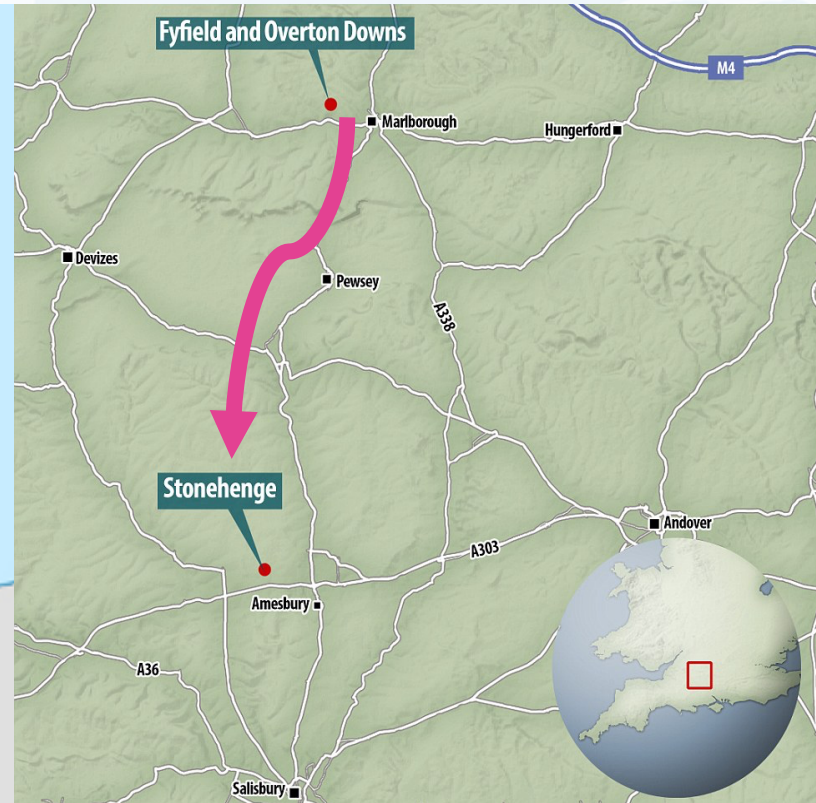 Fyfield and Overton Downs
M4
Marlborough
Hungerford
Devizes
Pewsey
A338
Stonehenge
Andover
A303
Amesbury
A36
Salisbury